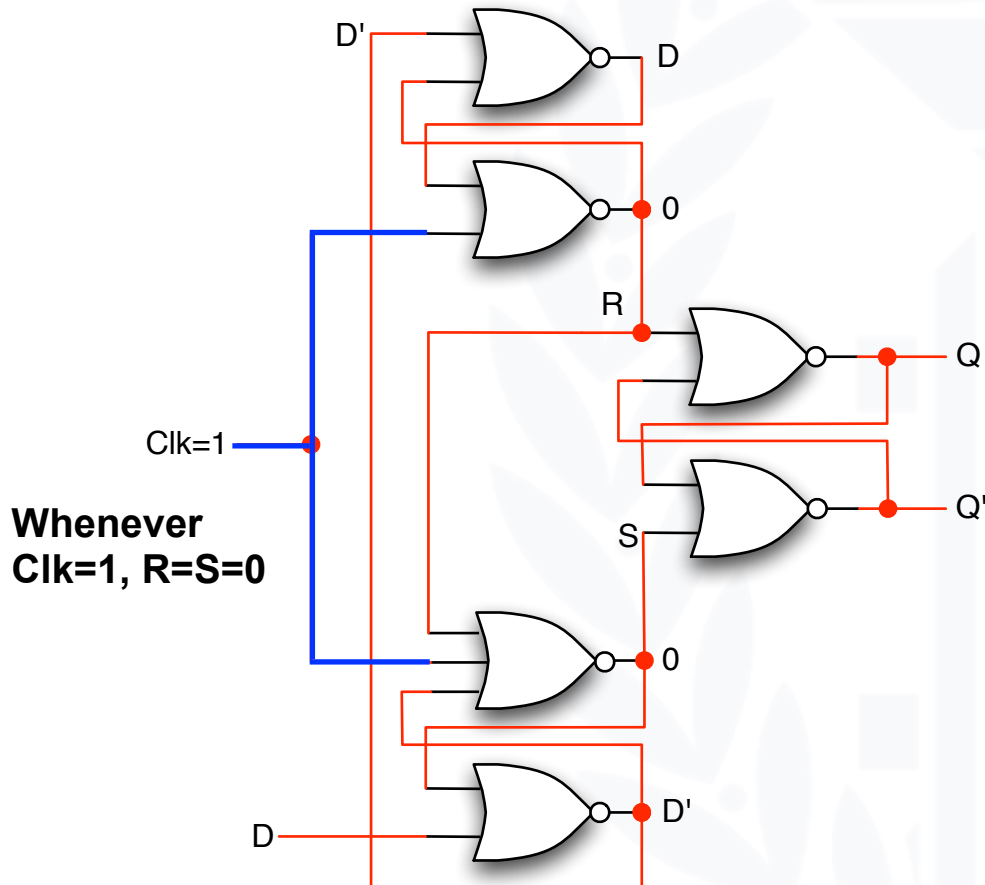 D'
D
0
R
Q
Clk=1
Whenever
Clk=1, R=S=0
Q'
S
0
D'
D